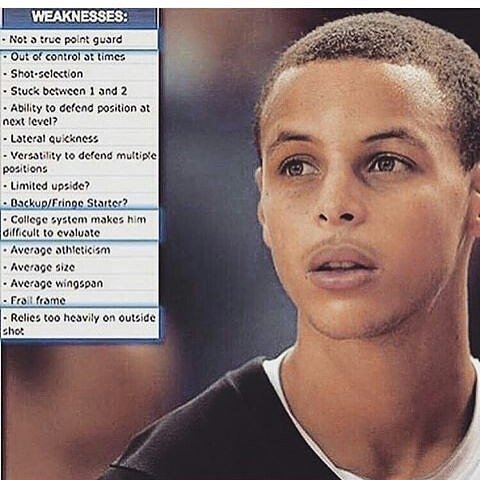 WEAKNESSES:
- Not a true point guard
- Out of control at times
- Shot-selection
- Stuck between 1 and 2
- Ability to defend position at
next level?
- Lateral quickness
- Versatility to defend multiple
positions
- Limited upside?
- Backup/Fringe Starter?
- College system makes him
difficult to evaluate
- Average athleticism
- Average size
- Average wingspan
- Frail frame
- Relies too heavily on outside
shot